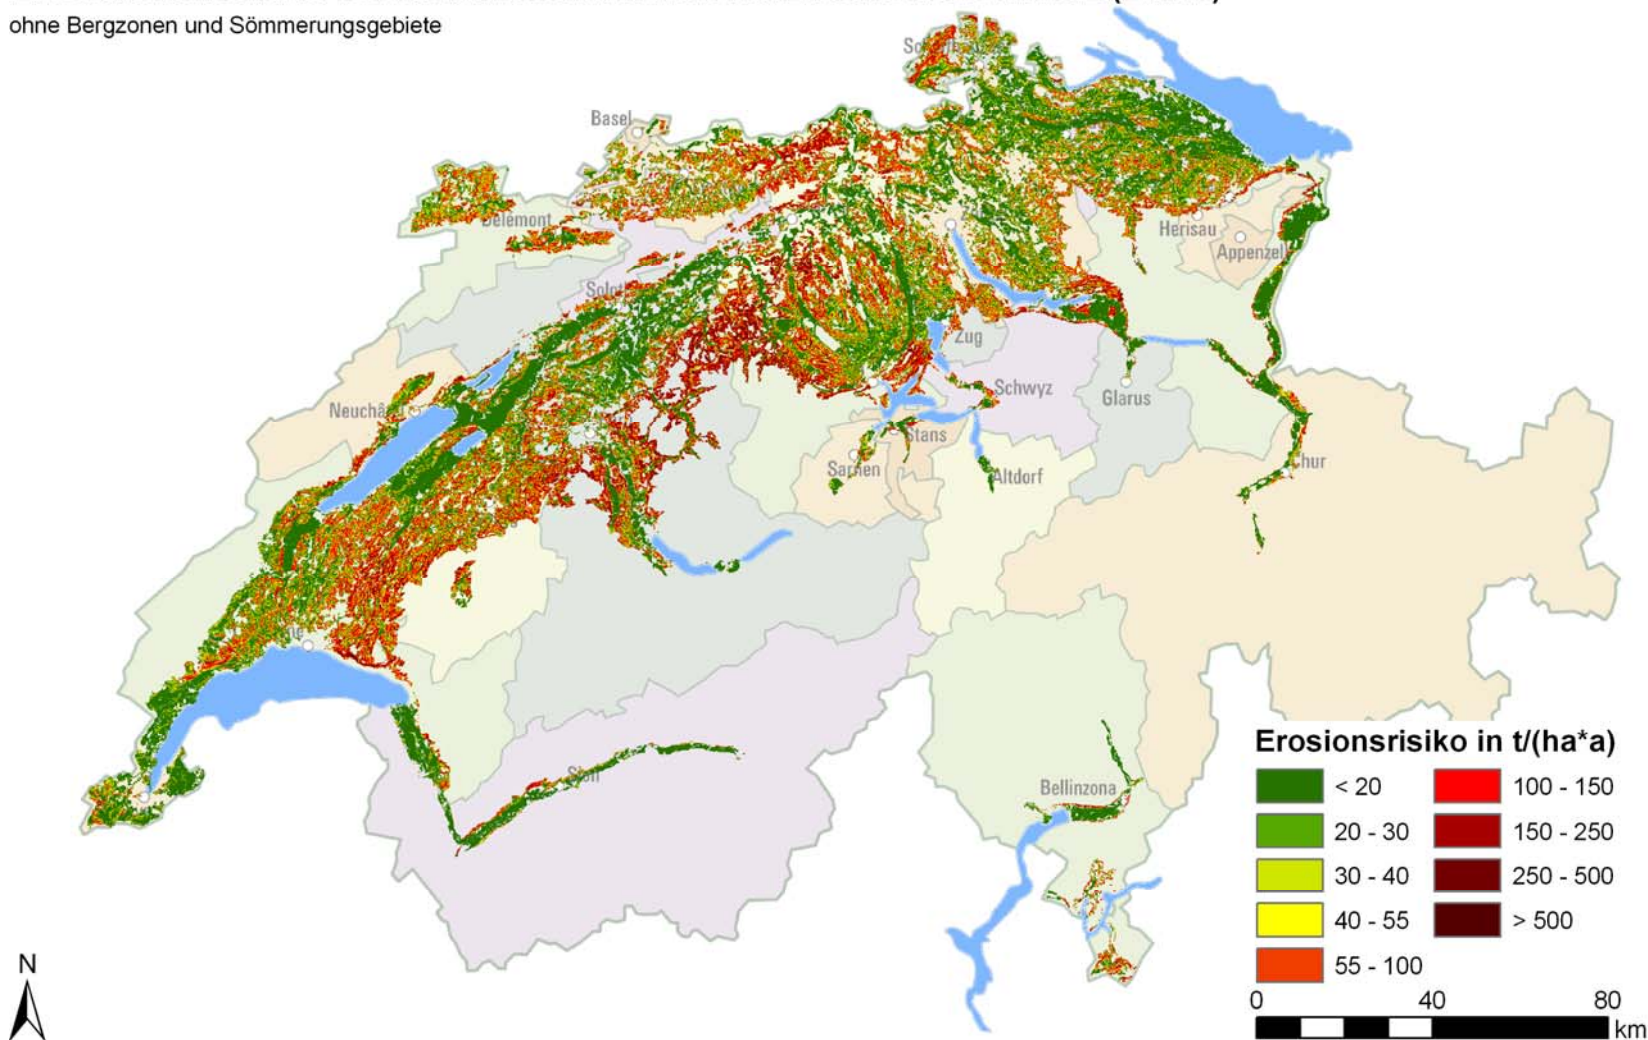 ohne Bergzonen und Sömmerungsgebiete
Basel
Delémont
Herisau
Appenzell
Zug
Schwyz
Glarus
Stans
Sarnen
Altdorf
Chur
Sion
Bellinzona
Erosionsrisiko in t/(ha*a)
< 20
20 - 30
30 - 40
40 - 55
55 - 100
100 - 150
150 - 250
250 - 500
> 500
N
0 40 80
km